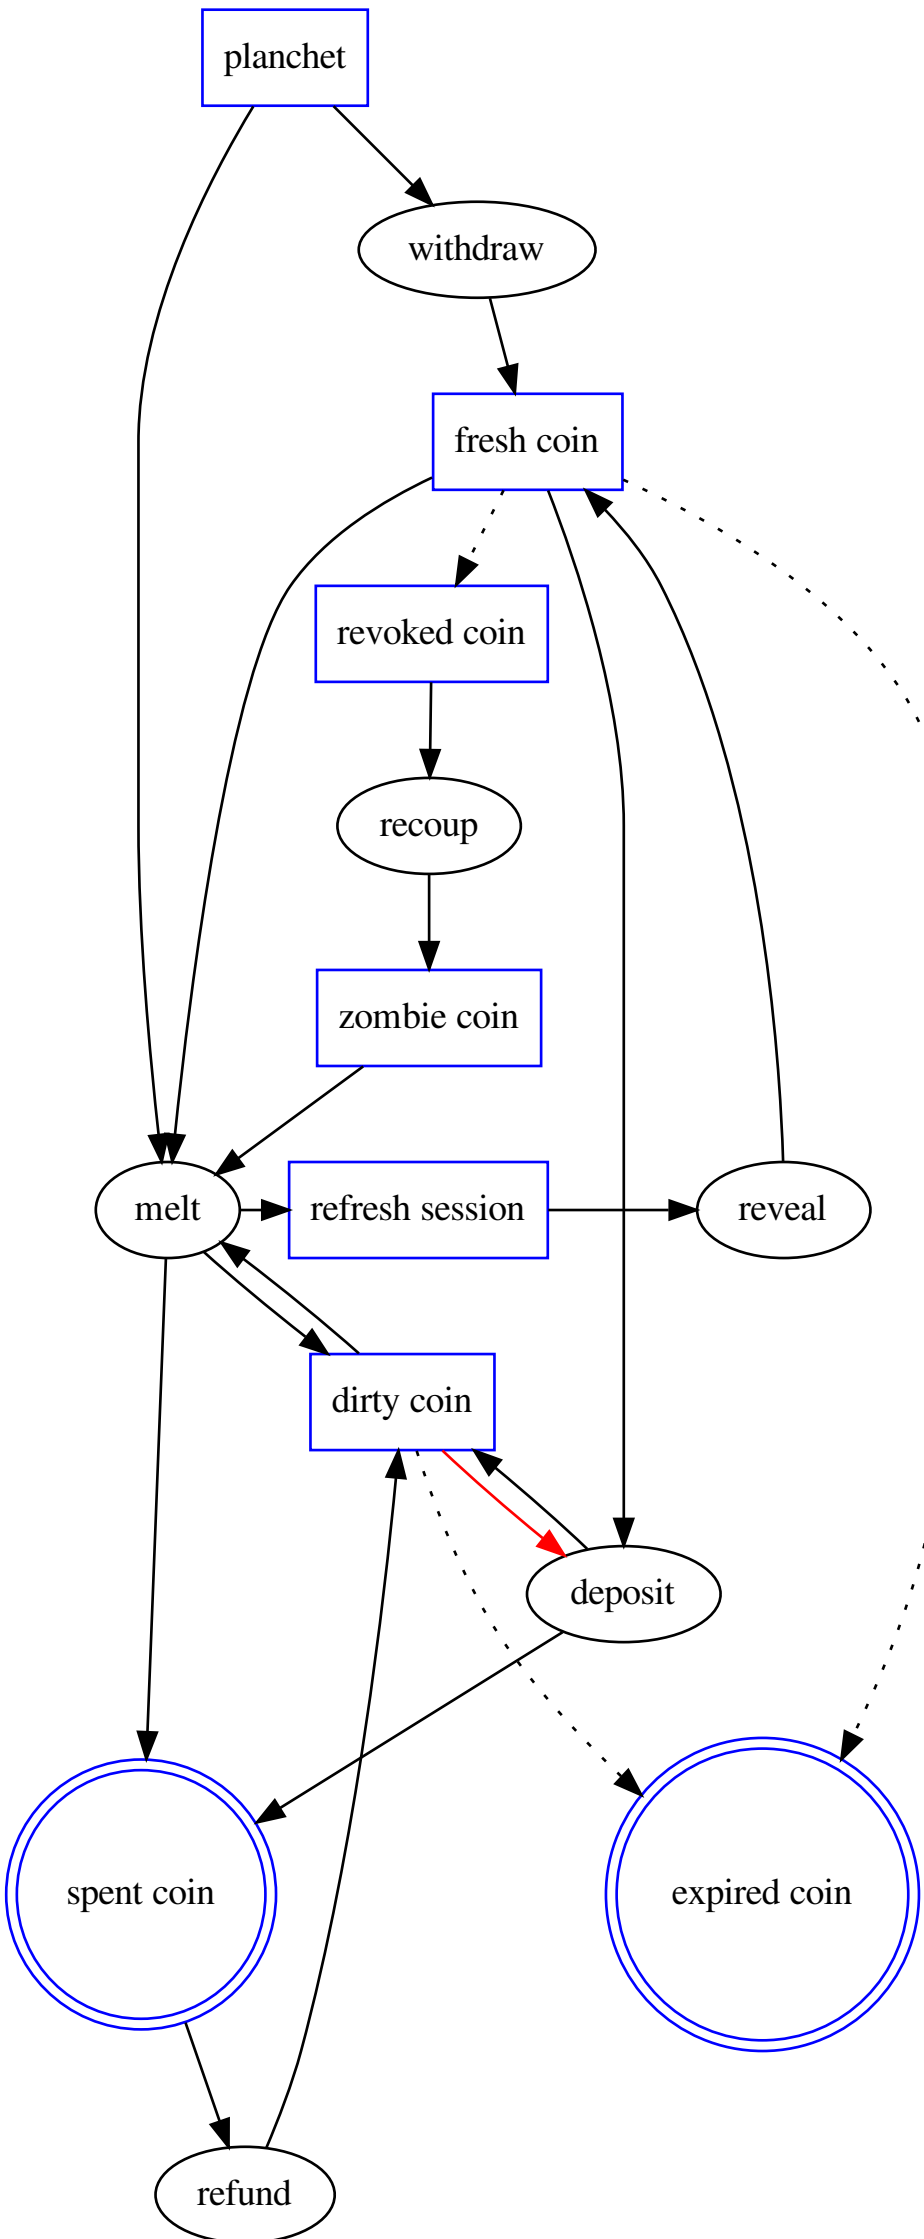 planchet
withdraw
fresh coin
revoked coin
recoup
zombie coin
melt
refresh session
reveal
dirty coin
deposit
spent coin
expired coin
refund